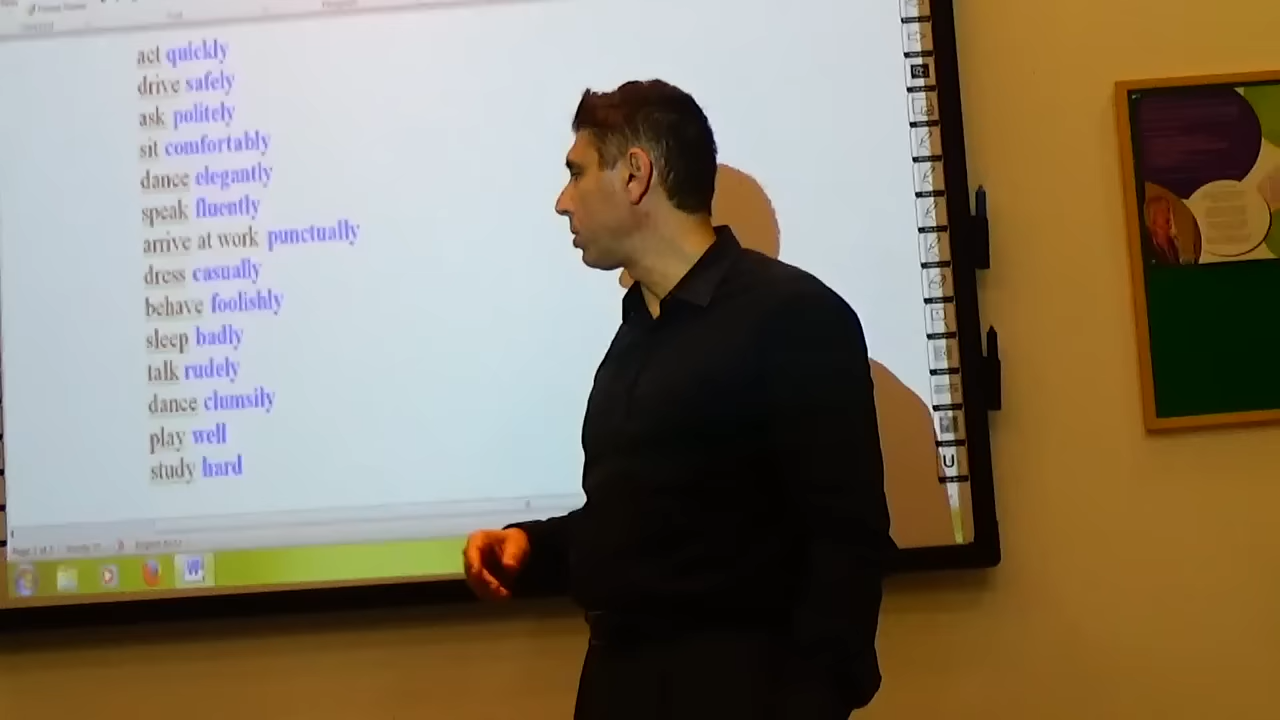 act quickly
drive safely
ask politely
sit comfortably
dance elegantly
speak fluently
arrive at work punctually
dress casually
behave foolishly
sleep badly
talk rudely
dance clumsily
play well
study hard